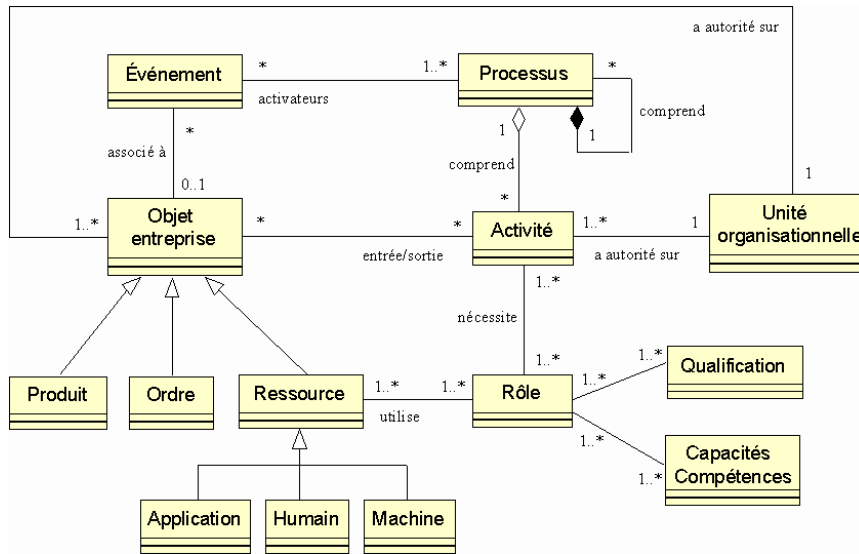 a autorité sur
Événement
*
1..*
Processus
*
activateurs
comprend
1
1
*
associé à
comprend
0..1
*
1
1..*
Objet
entreprise
*
*
Activité
1..*
1
Unité
organisationnelle
entrée/sortie
a autorité sur
1..*
nécessite
1..*
1..*
Qualification
Produit
Ordre
Ressource
1..*
1..*
Rôle
1..*
utilise
1..*
Capacités
Compétences
1..*
Application
Humain
Machine